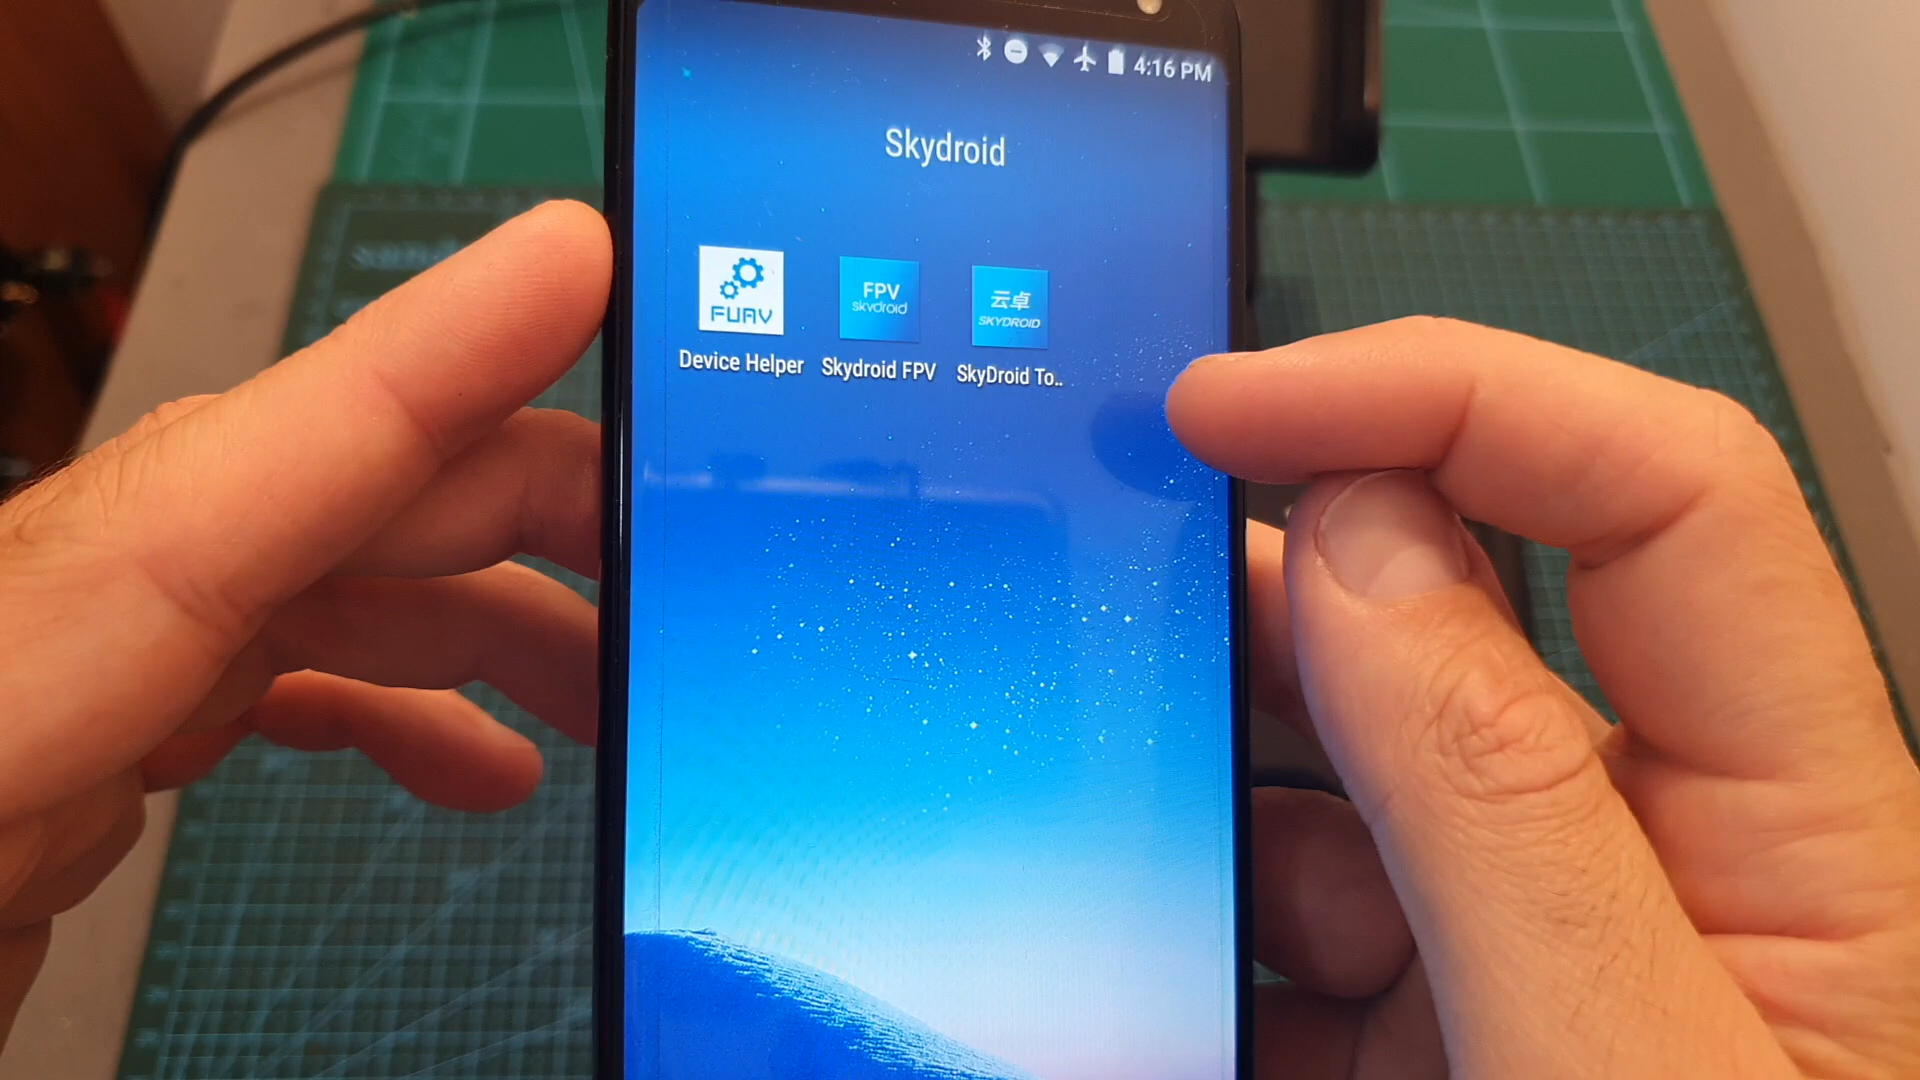 4:16 PM
Skydroid
FUAV
FPV
skydroid
云卓
SKYDROID
Device Helper
Skydroid FPV
SkyDroid To..